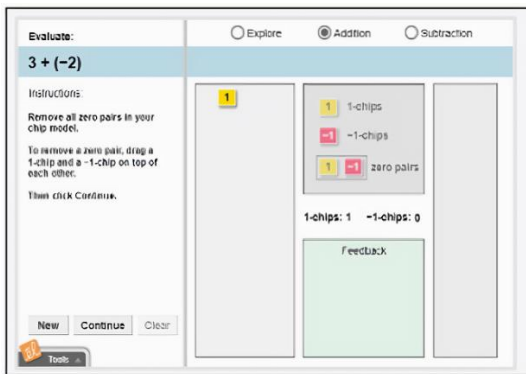 Evaluate:
Explore
Addition
Subtraction
3 + (−2)
Instructions:
Remove all zero pairs in your
chip model.
To remove a zero pair, drag a
1-chip and a −1-chip on top of
each other.
Then click Continue.
1
1 1-chips
−1 −1-chips
1 −1 zero pairs
1-chips: 1 −1-chips: 0
Feedback
New Continue Clear
Tools